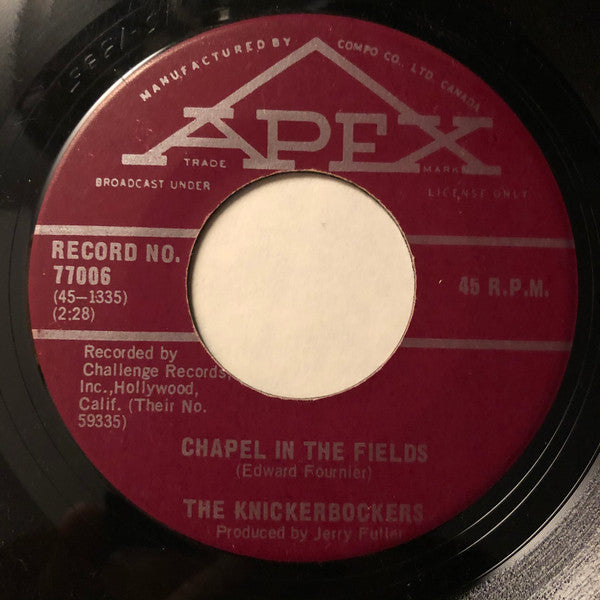 MANUFACTURED BY COMPO CO., LTD. CANADA
APEX
TRADE MARK
BROADCAST UNDER LICENSE ONLY
RECORD NO.
77006
45 R.P.M.
(45-1335)
(2:28)
Recorded by
Challenge Records,
Inc.,Hollywood,
Calif. (Their No.
59335)
CHAPEL IN THE FIELDS
(Edward Fournier)
THE KNICKERBOCKERS
Produced by Jerry Fuller